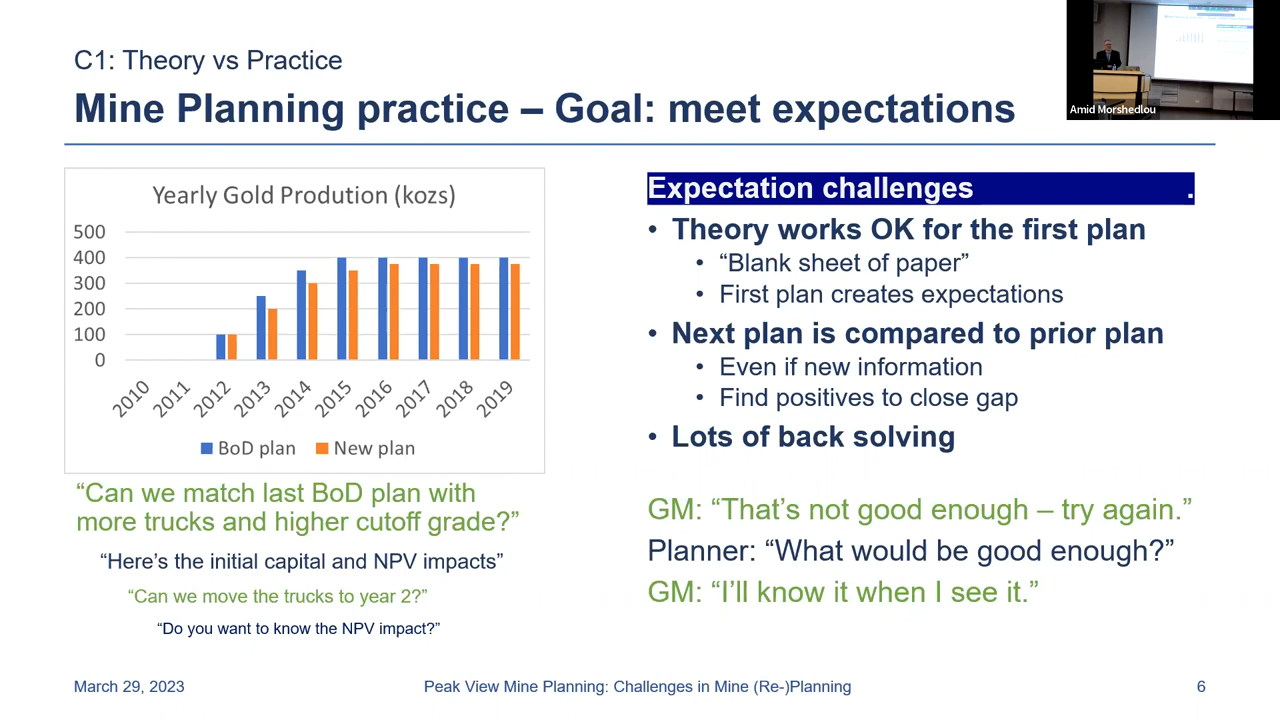 C1: Theory vs Practice
Mine Planning practice – Goal: meet expectations
Amid Morshedlou
Yearly Gold Prodution (kozs)
500
400
300
200
100
0
2010 2011 2012 2013 2014 2015 2016 2017 2018 2019
BoD plan New plan
“Can we match last BoD plan with
more trucks and higher cutoff grade?”
“Here’s the initial capital and NPV impacts”
“Can we move the trucks to year 2?”
“Do you want to know the NPV impact?”
Expectation challenges .
• Theory works OK for the first plan
• “Blank sheet of paper”
• First plan creates expectations
• Next plan is compared to prior plan
• Even if new information
• Find positives to close gap
• Lots of back solving
GM: “That’s not good enough – try again.”
Planner: “What would be good enough?”
GM: “I’ll know it when I see it.”
March 29, 2023
Peak View Mine Planning: Challenges in Mine (Re-)Planning
6